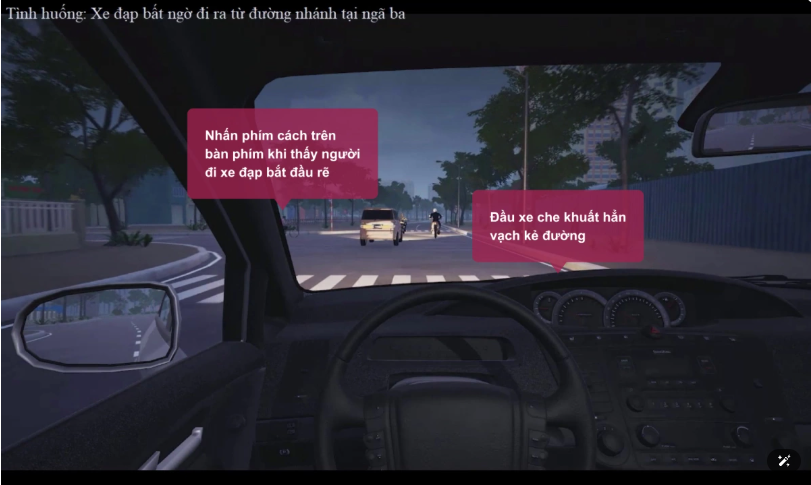 Tình huống: Xe đạp bất ngờ đi ra từ đường nhánh tại ngã ba
Nhấn phím cách trên
bàn phím khi thấy người
đi xe đạp bắt đầu rẽ
Đầu xe che khuất hẳn
vạch kẻ đường